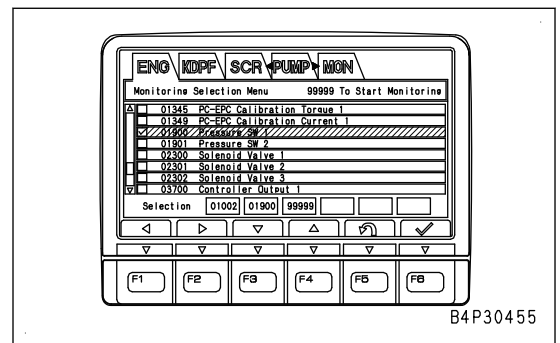 ENG KDPF SCR PUMP MON
Monitoring Selection Menu 99999 To Start Monitoring
01345 PC-EPC Calibration Torque 1
01349 PC-EPC Calibration Current 1
01900 Pressure SW 1
01901 Pressure SW 2
02300 Solenoid Valve 1
02301 Solenoid Valve 2
02302 Solenoid Valve 3
03700 Controller Output 1
Selection 01002 01900 99999
F1 F2 F3 F4 F5 F6
B4P30455